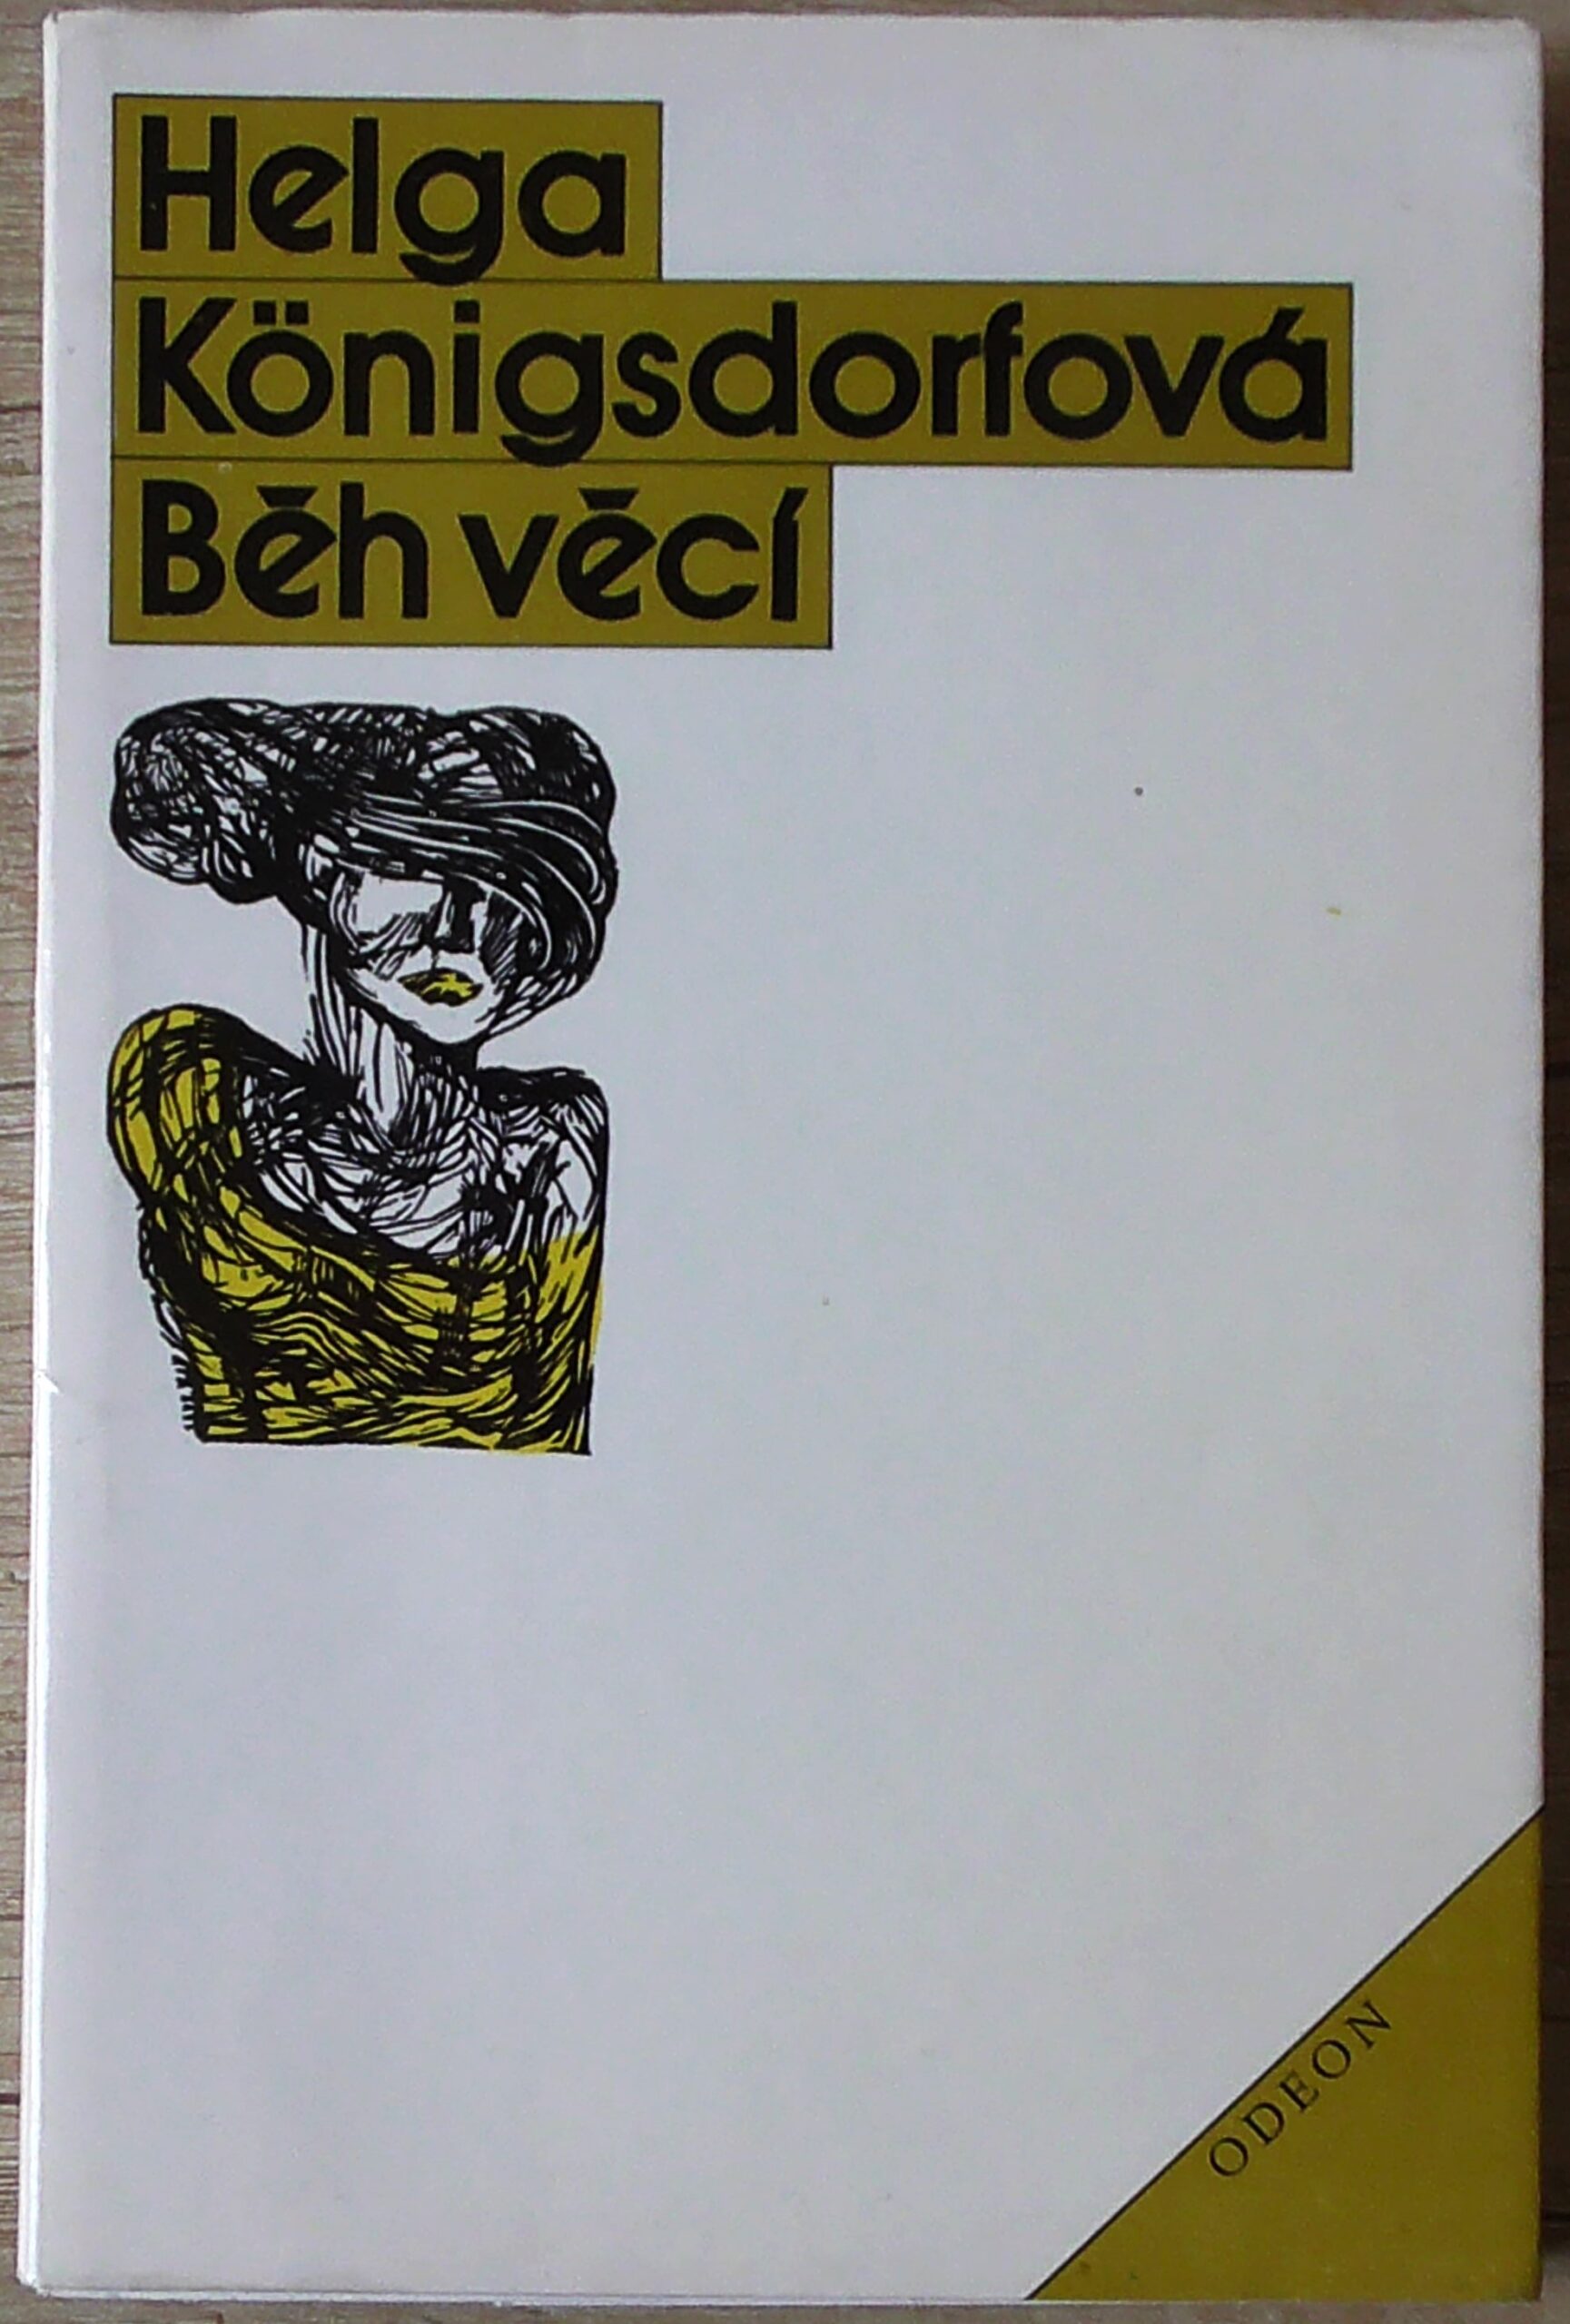 Helga
Königsdorfová
Běh věcí
ODEON